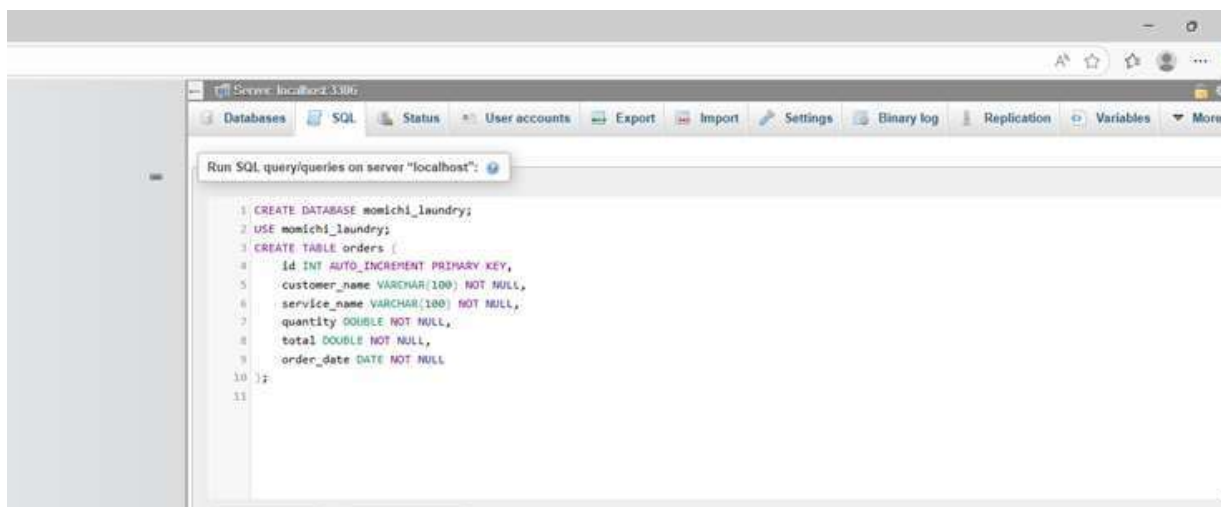 Server: localhost:3306
Databases SQL Status User accounts Export Import Settings Binary log Replication Variables More
Run SQL query/queries on server "localhost":
1 CREATE DATABASE momichi_laundry;
2 USE momichi_laundry;
3 CREATE TABLE orders (
4 id INT AUTO_INCREMENT PRIMARY KEY,
5 customer_name VARCHAR(100) NOT NULL,
6 service_name VARCHAR(100) NOT NULL,
7 quantity DOUBLE NOT NULL,
8 total DOUBLE NOT NULL,
9 order_date DATE NOT NULL
10 );
11